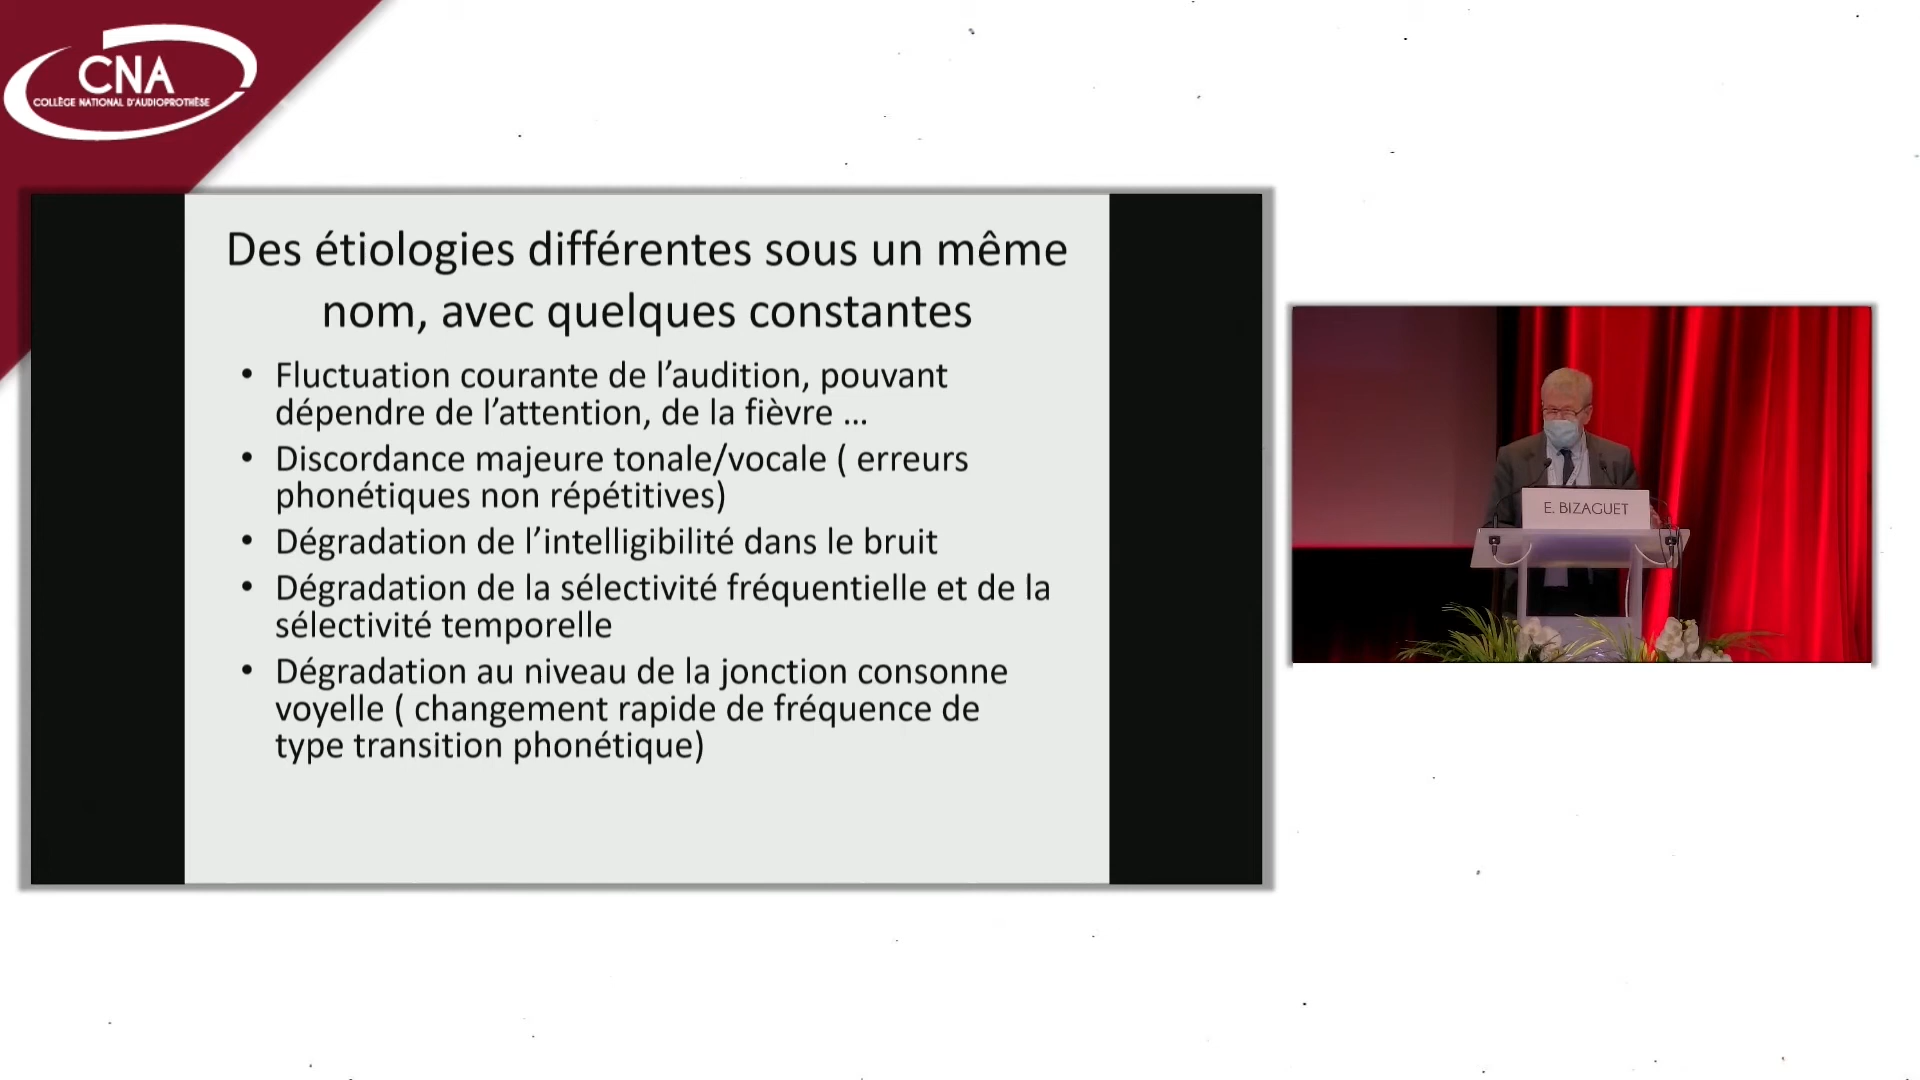 CNA
COLLÈGE NATIONAL D'AUDIOPROTHÈSE
Des étiologies différentes sous un même
nom, avec quelques constantes
• Fluctuation courante de l’audition, pouvant
dépendre de l’attention, de la fièvre ...
• Discordance majeure tonale/vocale ( erreurs
phonétiques non répétitives)
• Dégradation de l’intelligibilité dans le bruit
• Dégradation de la sélectivité fréquentielle et de la
sélectivité temporelle
• Dégradation au niveau de la jonction consonne
voyelle ( changement rapide de fréquence de
type transition phonétique)
E. BIZAGUET